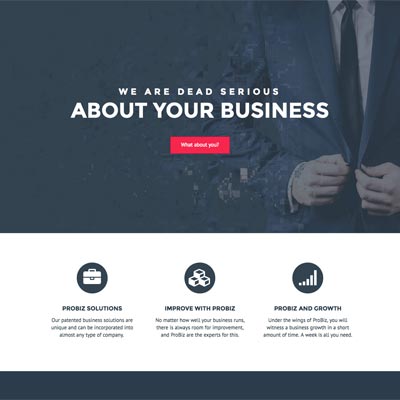 WE ARE DEAD SERIOUS
ABOUT YOUR BUSINESS
What about you?
PROBIZ SOLUTIONS
Our patented business solutions are
unique and can be incorporated into
almost any type of company.
IMPROVE WITH PROBIZ
No matter how well your business runs,
there is always room for improvement,
and ProBiz are the experts for this.
PROBIZ AND GROWTH
Under the wings of ProBiz, you will
witness a business growth in a short
amount of time. A week is all you need.